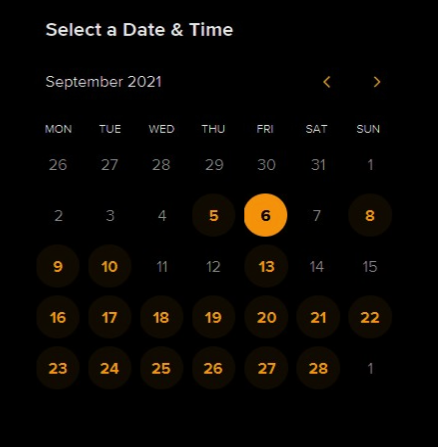 Select a Date & Time
September 2021
MON TUE WED THU FRI SAT SUN
26 27 28 29 30 31 1
2 3 4 5 6 7 8
9 10 11 12 13 14 15
16 17 18 19 20 21 22
23 24 25 26 27 28 1